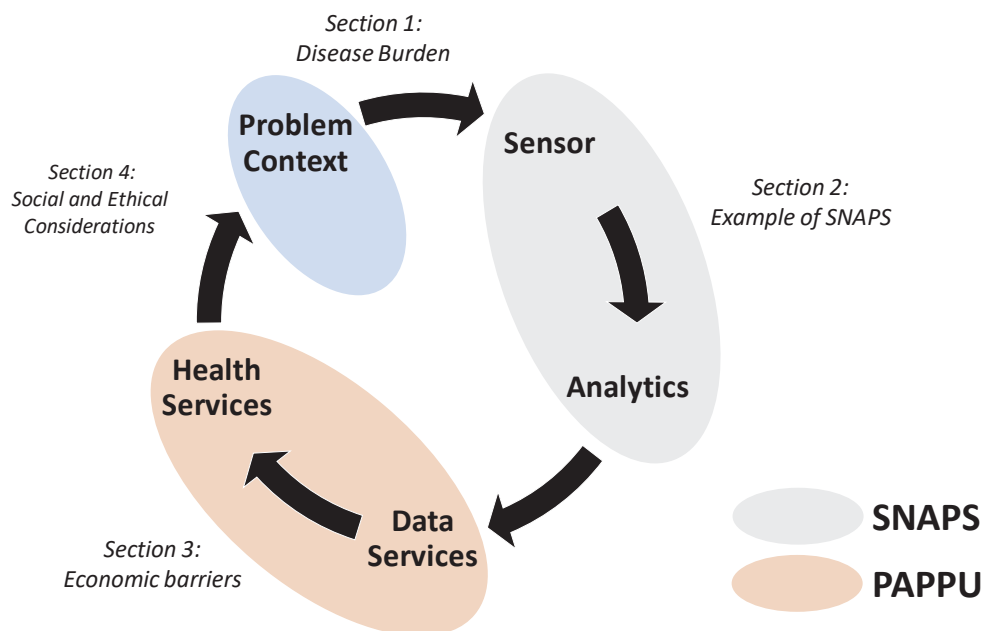 Section 1:
Disease Burden
Problem
Context
Sensor
Section 4:
Social and Ethical
Considerations
Section 2:
Example of SNAPS
Health
Services
Analytics
Data
Services
Section 3:
Economic barriers
SNAPS
PAPPU